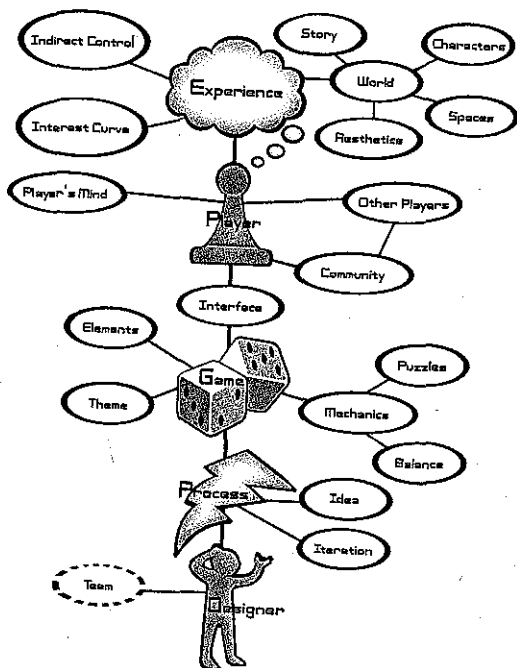 Indirect Control
Story
Characters
Experience
World
Interest Curve
Spaces
Aesthetics
Player's Mind
Other Players
Player
Community
Interface
Elements
Puzzles
Game
Theme
Mechanics
Balance
Process
Idea
Iteration
Team
Designer